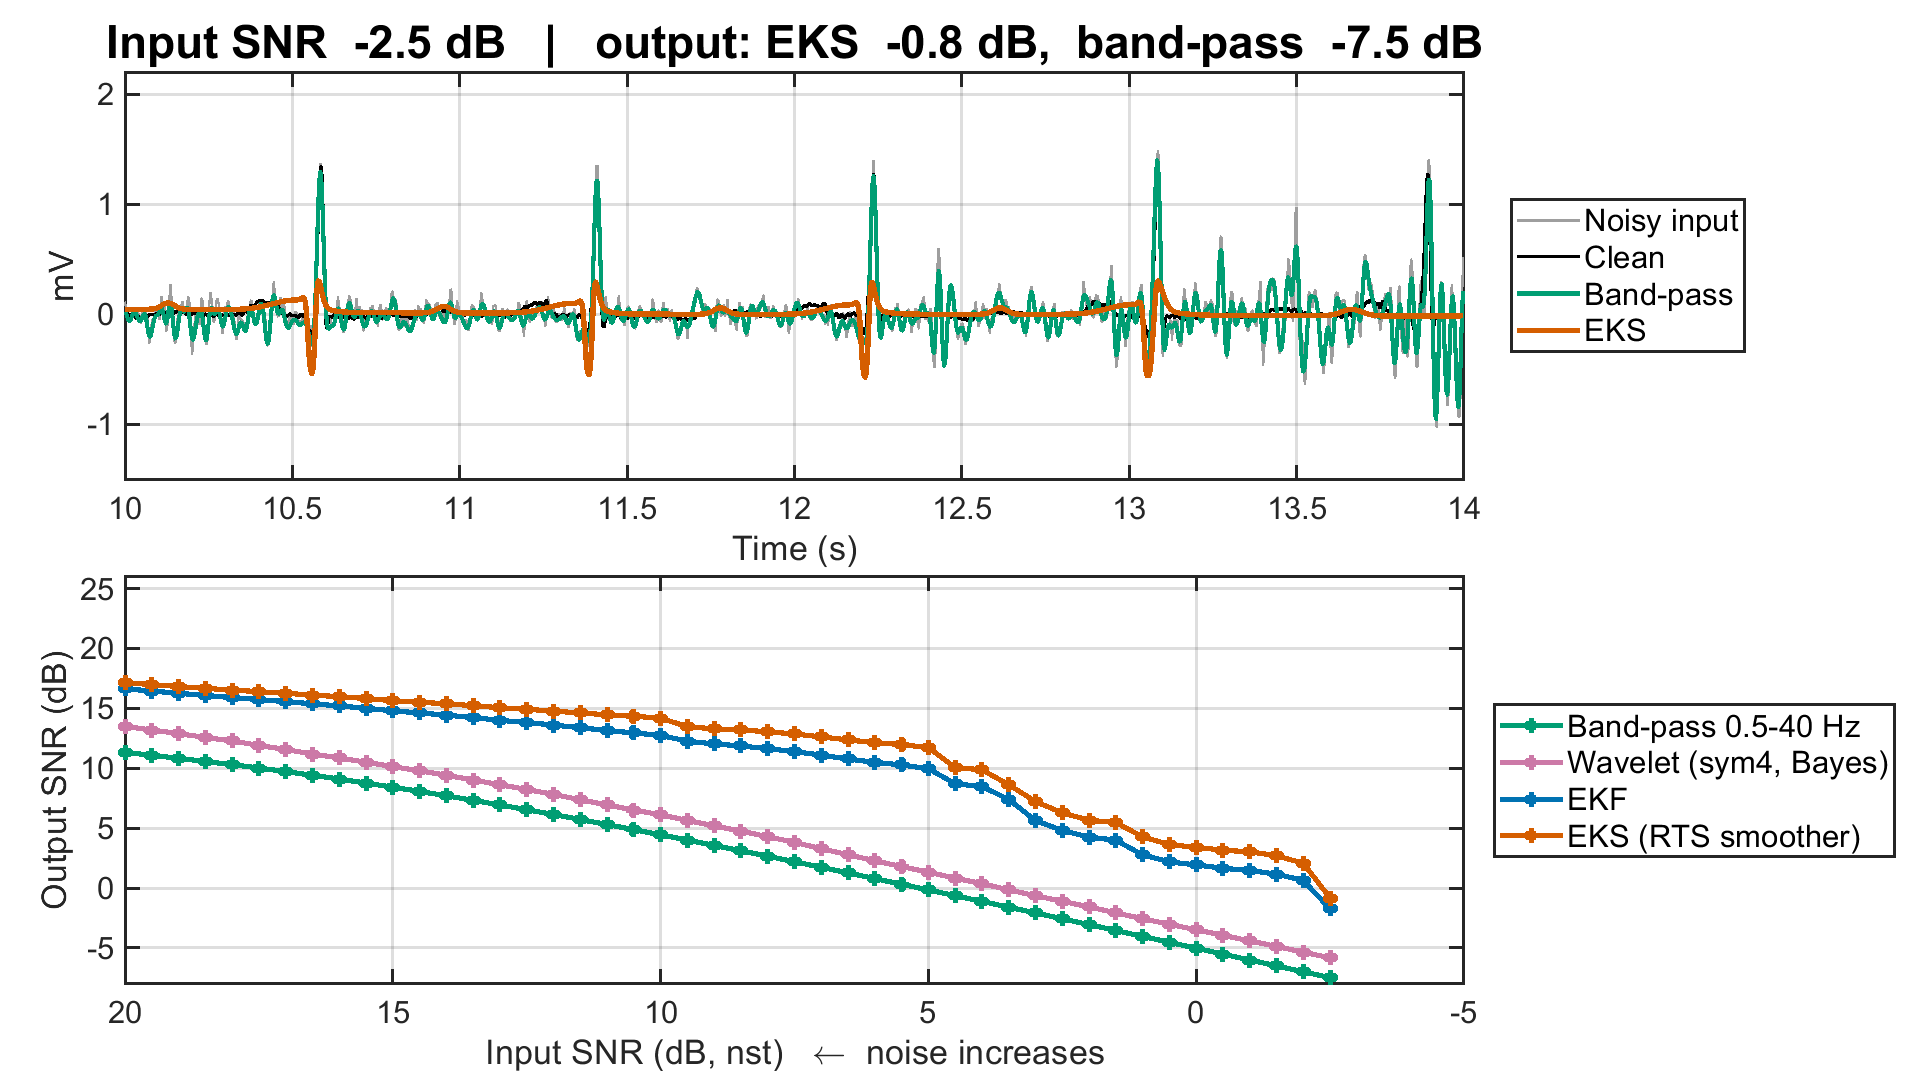 Input SNR  -2.5 dB   |   output: EKS  -0.8 dB,  band-pass  -7.5 dB
2
1
0
-1
mV
10
10.5
11
11.5
12
12.5
13
13.5
14
Time (s)
Noisy input
Clean
Band-pass
EKS
25
20
15
10
5
0
-5
Output SNR (dB)
20
15
10
5
0
-5
Input SNR (dB, nst)   ←  noise increases
Band-pass 0.5-40 Hz
Wavelet (sym4, Bayes)
EKF
EKS (RTS smoother)